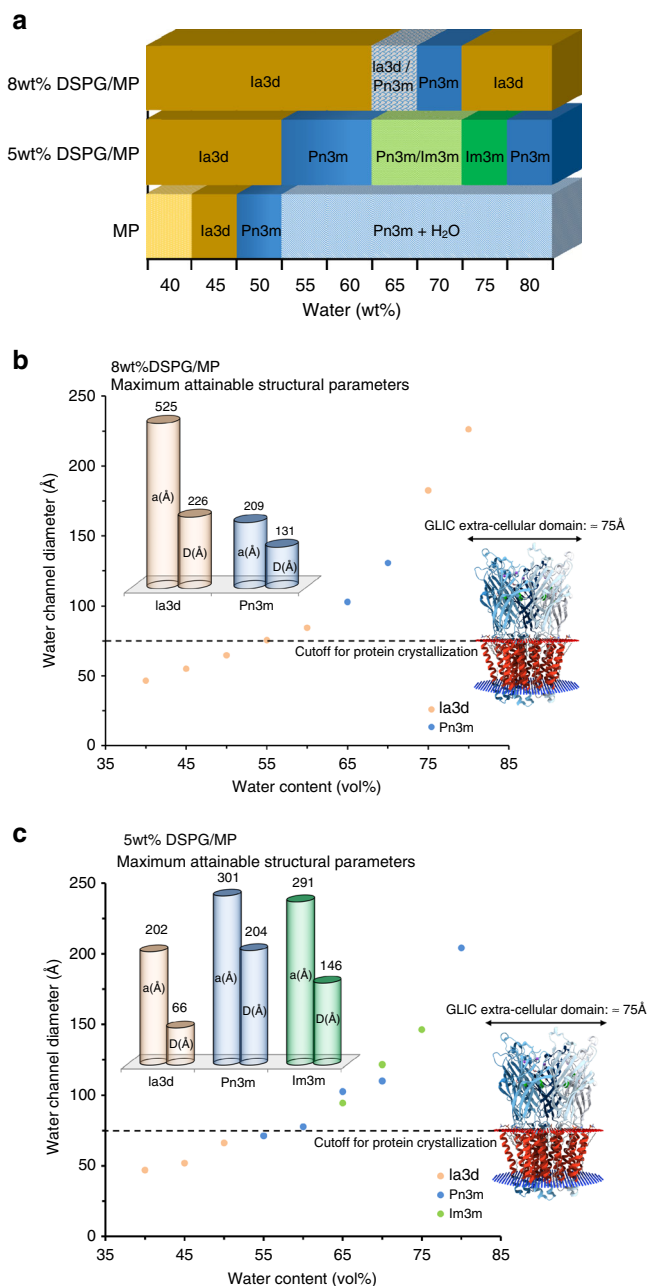 a
8wt% DSPG/MP
Ia3d
Ia3d /
Pn3m
Pn3m
Ia3d
5wt% DSPG/MP
Ia3d
Pn3m
Pn3m/Im3m
Im3m
Pn3m
MP
Ia3d
Pn3m
Pn3m + H₂O
40 45 50 55 60 65 70 75 80
Water (wt%)
b
8wt%DSPG/MP
Maximum attainable structural parameters
250
200
150
100
50
0
Water channel diameter (Å)
525
a(Å)
226
D(Å)
209
a(Å)
131
D(Å)
Ia3d
Pn3m
GLIC extra-cellular domain: ≈ 75Å
Cutoff for protein crystallization
Ia3d
Pn3m
35 45 55 65 75 85
Water content (vol%)
c
5wt% DSPG/MP
Maximum attainable structural parameters
250
200
150
100
50
0
Water channel diameter (Å)
202
a(Å)
66
D(Å)
301
a(Å)
204
D(Å)
291
a(Å)
146
D(Å)
Ia3d
Pn3m
Im3m
GLIC extra-cellular domain: ≈ 75Å
Cutoff for protein crystallization
Ia3d
Pn3m
Im3m
35 45 55 65 75 85
Water content (vol%)